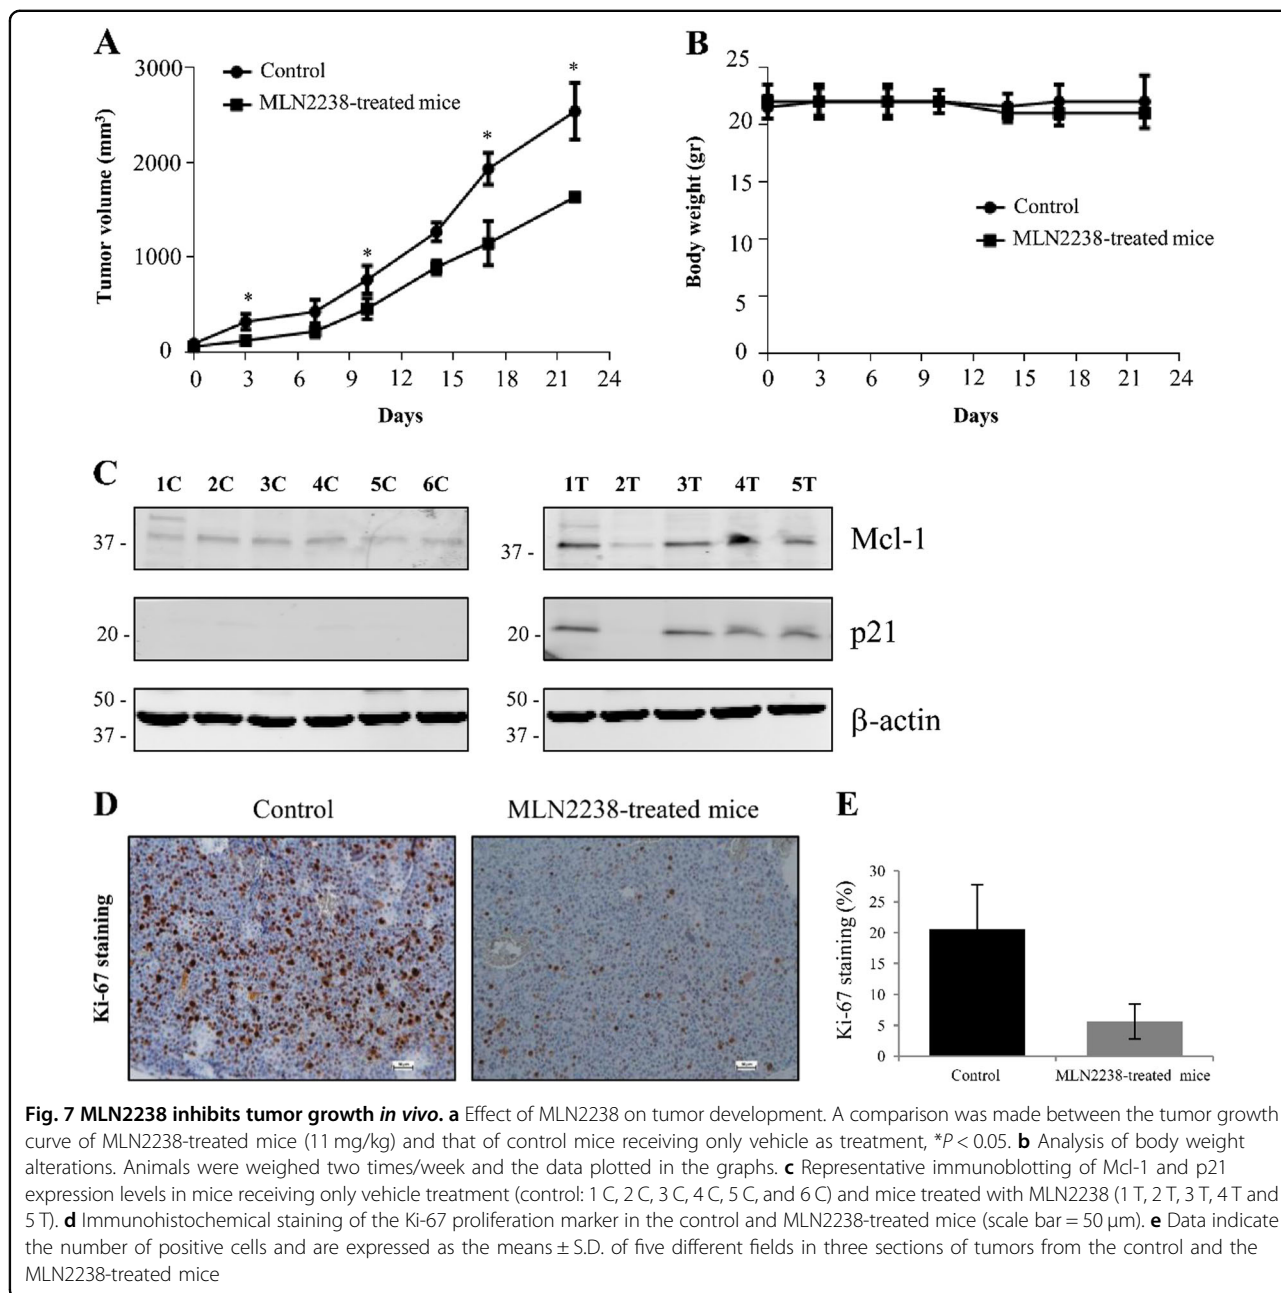 A
3000
2000
1000
0
Control
MLN2238-treated mice
*
*
*
*
Tumor volume (mm³)
0 3 6 9 12 15 18 21 24
Days
B
25
20
15
10
5
0
Control
MLN2238-treated mice
Body weight (gr)
0 3 6 9 12 15 18 21 24
Days
C
1C 2C 3C 4C 5C 6C
1T 2T 3T 4T 5T
37 -
37 -
Mcl-1
20 -
20 -
p21
50 -
37 -
50 -
37 -
β-actin
D
Control
MLN2238-treated mice
Ki-67 staining
E
30
25
20
15
10
5
0
Ki-67 staining (%)
Control
MLN2238-treated mice
Fig. 7 MLN2238 inhibits tumor growth in vivo. a Effect of MLN2238 on tumor development. A comparison was made between the tumor growth
curve of MLN2238-treated mice (11 mg/kg) and that of control mice receiving only vehicle as treatment, *P < 0.05. b Analysis of body weight
alterations. Animals were weighed two times/week and the data plotted in the graphs. c Representative immunoblotting of Mcl-1 and p21
expression levels in mice receiving only vehicle treatment (control: 1 C, 2 C, 3 C, 4 C, 5 C, and 6 C) and mice treated with MLN2238 (1 T, 2 T, 3 T, 4 T and
5 T). d Immunohistochemical staining of the Ki-67 proliferation marker in the control and MLN2238-treated mice (scale bar = 50 µm). e Data indicate
the number of positive cells and are expressed as the means ± S.D. of five different fields in three sections of tumors from the control and the
MLN2238-treated mice